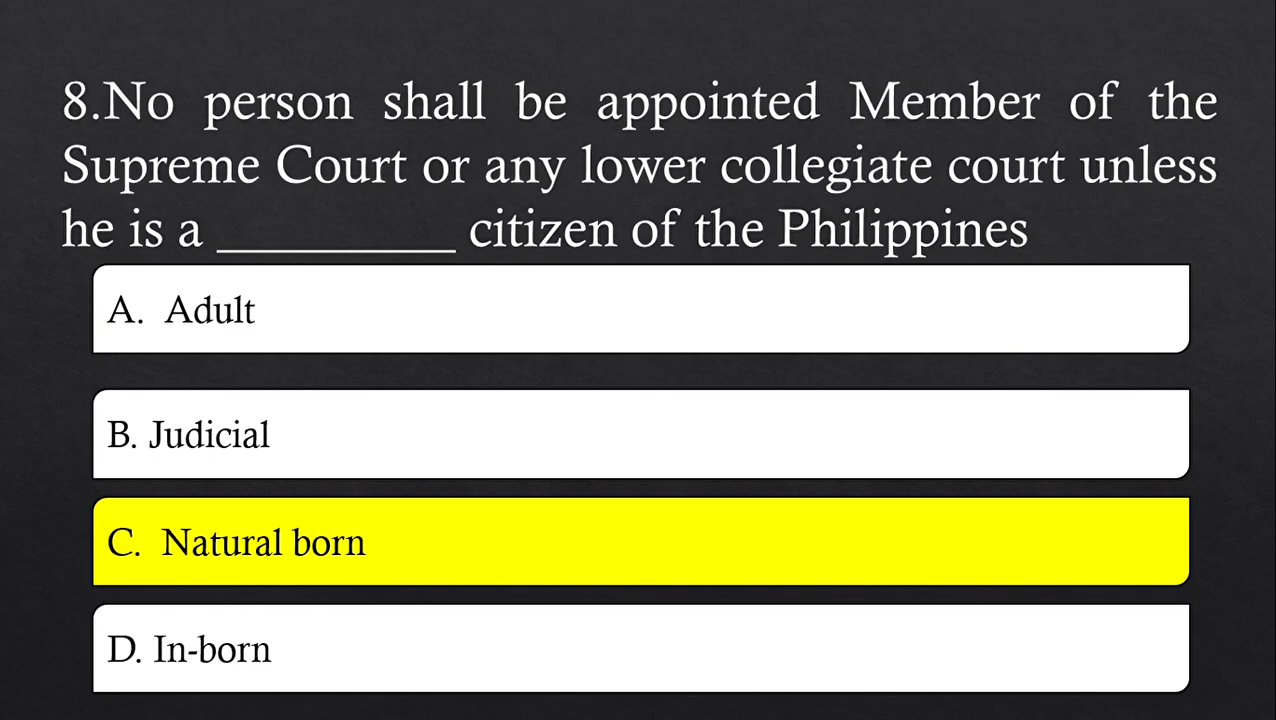 8.No person shall be appointed Member of the
Supreme Court or any lower collegiate court unless
he is a __________ citizen of the Philippines
A. Adult
B. Judicial
C. Natural born
D. In-born